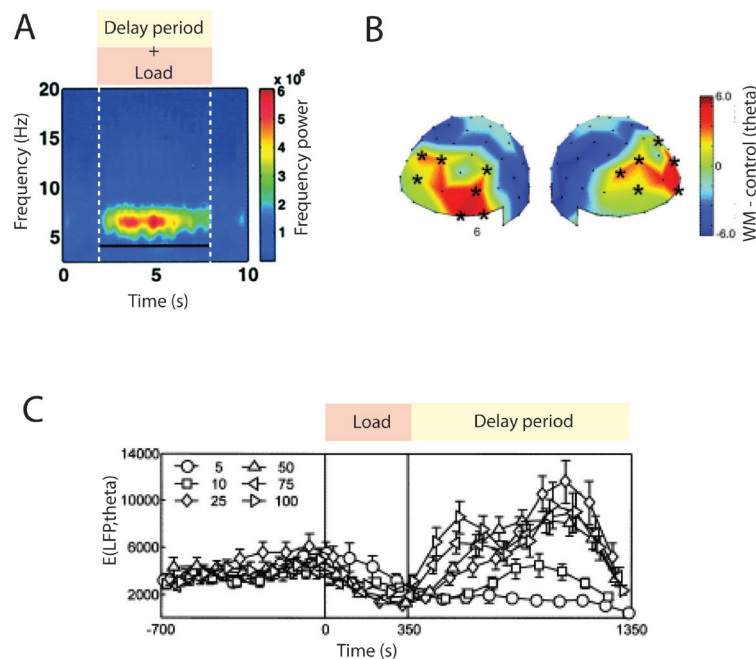 A
Delay period
+
Load
x 10⁶
20
15
10
5
Frequency (Hz)
0
5
10
Time (s)
6
5
4
3
2
1
Frequency power
B
6
6.0
0
-6.0
WM - control (theta)
C
Load
Delay period
14000
10000
6000
2000
E(LFP,theta)
5
50
10
75
25
100
-700
0
350
1350
Time (s)